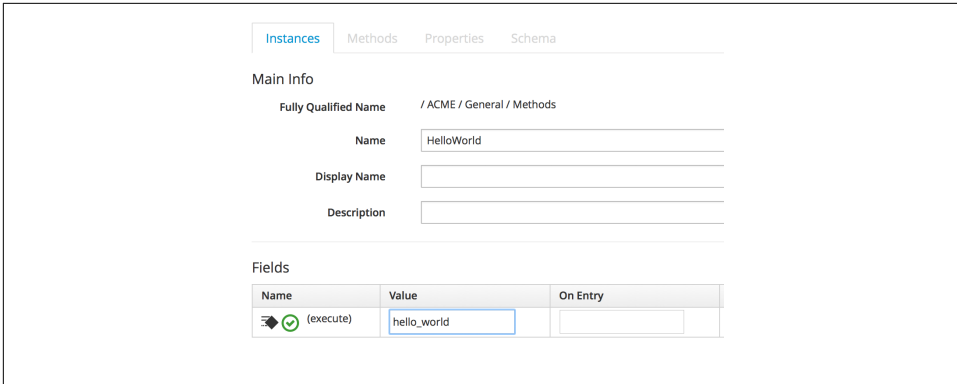 Instances Methods Properties Schema
Main Info
Fully Qualified Name / ACME / General / Methods
Name HelloWorld
Display Name
Description
Fields
Name Value On Entry
(execute) hello_world